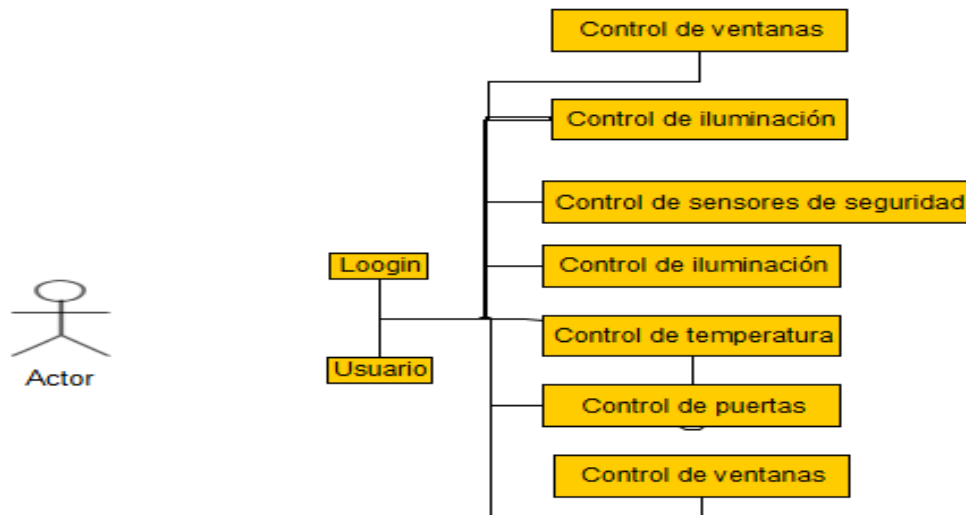 Control de ventanas
Control de iluminación
Control de sensores de seguridad
Loogin
Control de iluminación
Control de temperatura
Usuario
Actor
Control de puertas
Control de ventanas